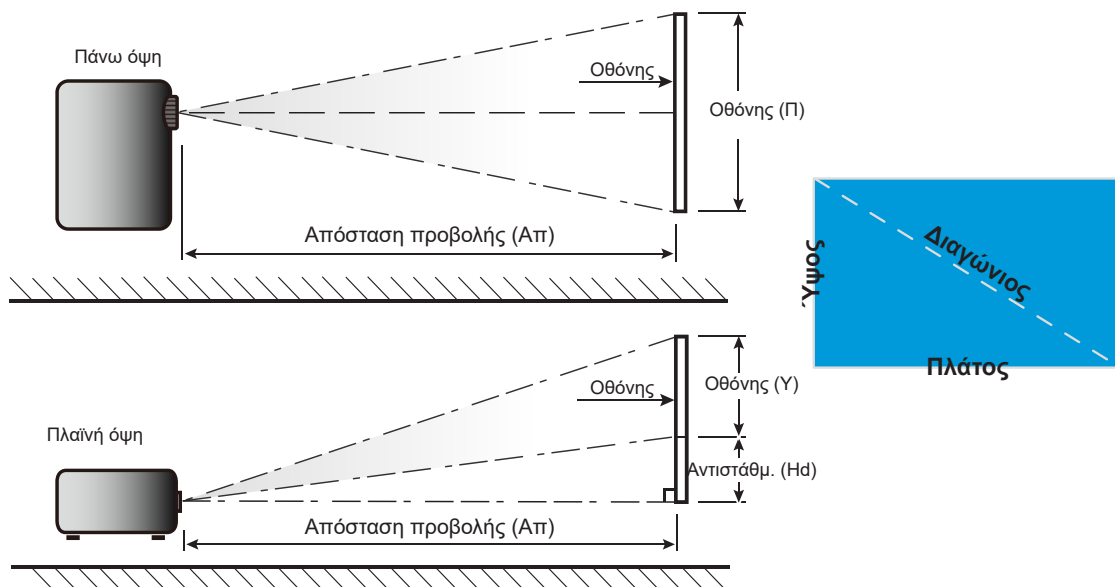 Πάνω όψη
Οθόνης
Οθόνης (Π)
Απόσταση προβολής (Απ)
Ύψος
Διαγώνιος
Πλάτος
Πλαϊνή όψη
Οθόνης
Οθόνης (Υ)
Αντιστάθμ. (Hd)
Απόσταση προβολής (Απ)